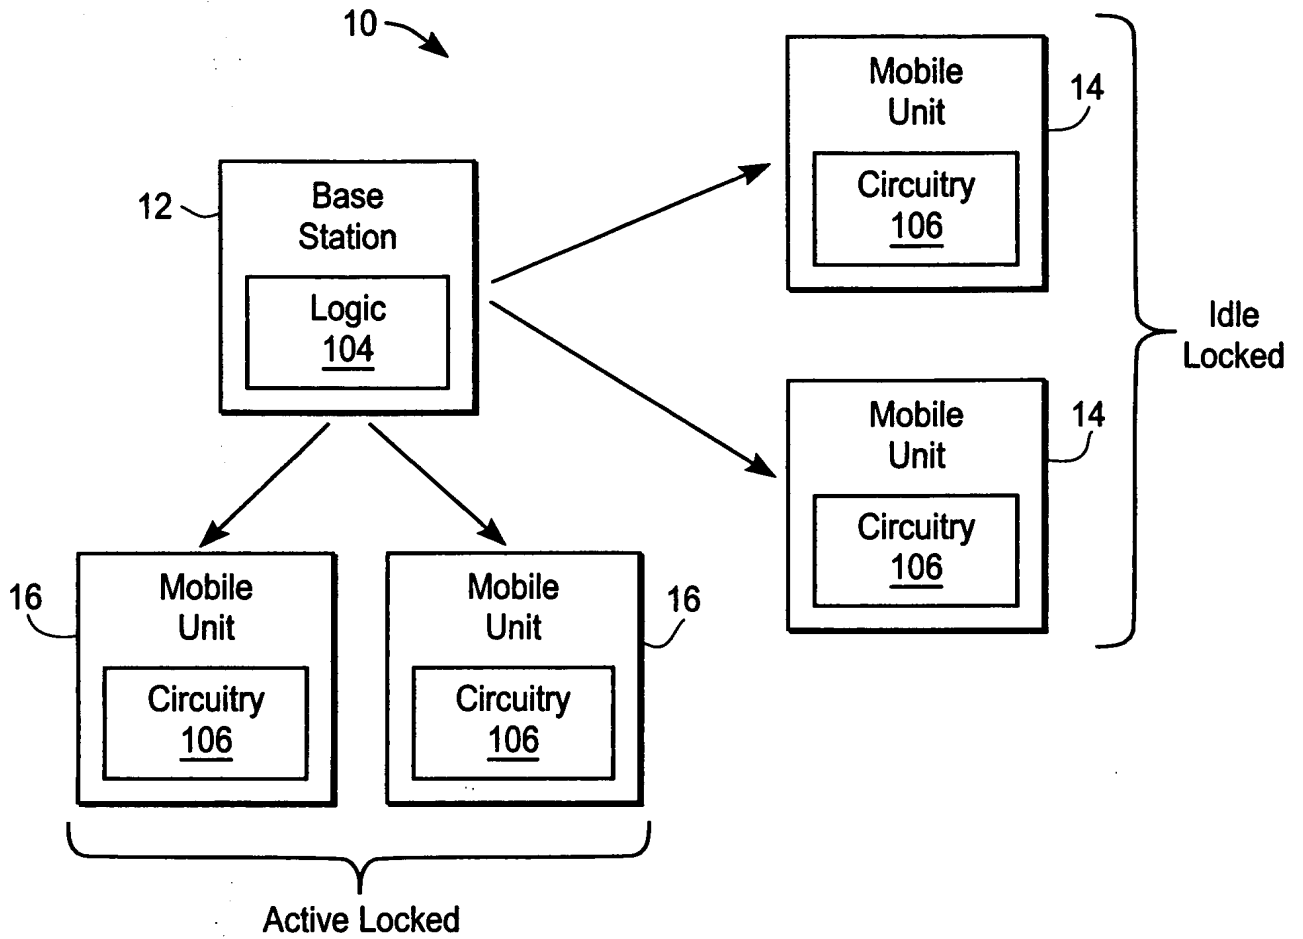 10
Mobile
Unit
14
Circuitry
106
12
Base
Station
Logic
104
Idle
Locked
Mobile
Unit
14
Circuitry
106
16
Mobile
Unit
Circuitry
106
Mobile
Unit
16
Circuitry
106
Active Locked